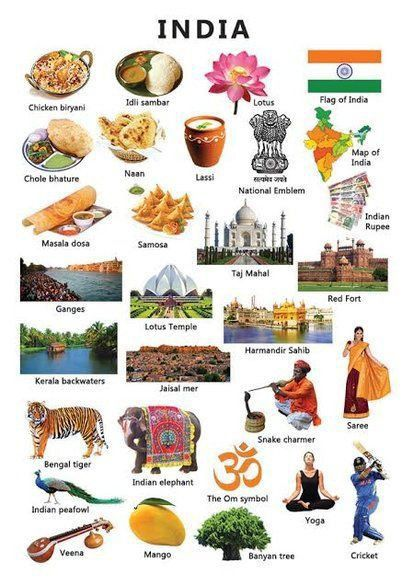 INDIA
Chicken biryani
Idli sambar
Lotus
Flag of India
Chole bhature
Naan
Lassi
सत्यमेव जयते
National Emblem
Map of
India
Masala dosa
Samosa
Taj Mahal
Indian
Rupee
Ganges
Lotus Temple
Harmandir Sahib
Red Fort
Kerala backwaters
Jaisal mer
Snake charmer
Saree
Bengal tiger
Indian elephant
The Om symbol
ॐ
Indian peafowl
Yoga
Veena
Mango
Banyan tree
Cricket